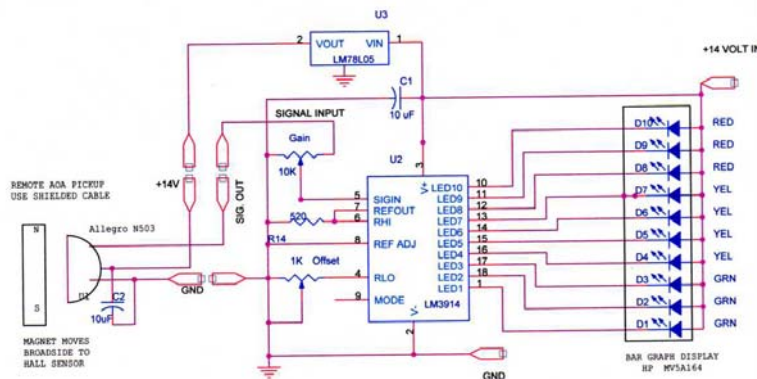 U3
2 VOUT VIN 1
LM78L05
+14 VOLT IN
C1
10 uF
SIGNAL INPUT
Gain
10K
U2
3
V+
REMOTE AOA PICKUP
USE SHIELDED CABLE
+14V
SIG. OUT
Allegro N503
N
S
D1
C2
10uF
GND
MAGNET MOVES
BROADSIDE TO
HALL SENSOR
520
R14
1K Offset
5 SIGIN
7 REFOUT
6 RHI
8 REF ADJ
4 RLO
9 MODE
LED10 10
LED9 11
LED8 12
LED7 13
LED6 14
LED5 15
LED4 16
LED3 17
LED2 18
LED1 1
LM3914
V-
2
GND
D10 RED
D9 RED
D8 RED
D7 YEL
D6 YEL
D5 YEL
D4 YEL
D3 GRN
D2 GRN
D1 GRN
BAR GRAPH DISPLAY
HP MV5A164